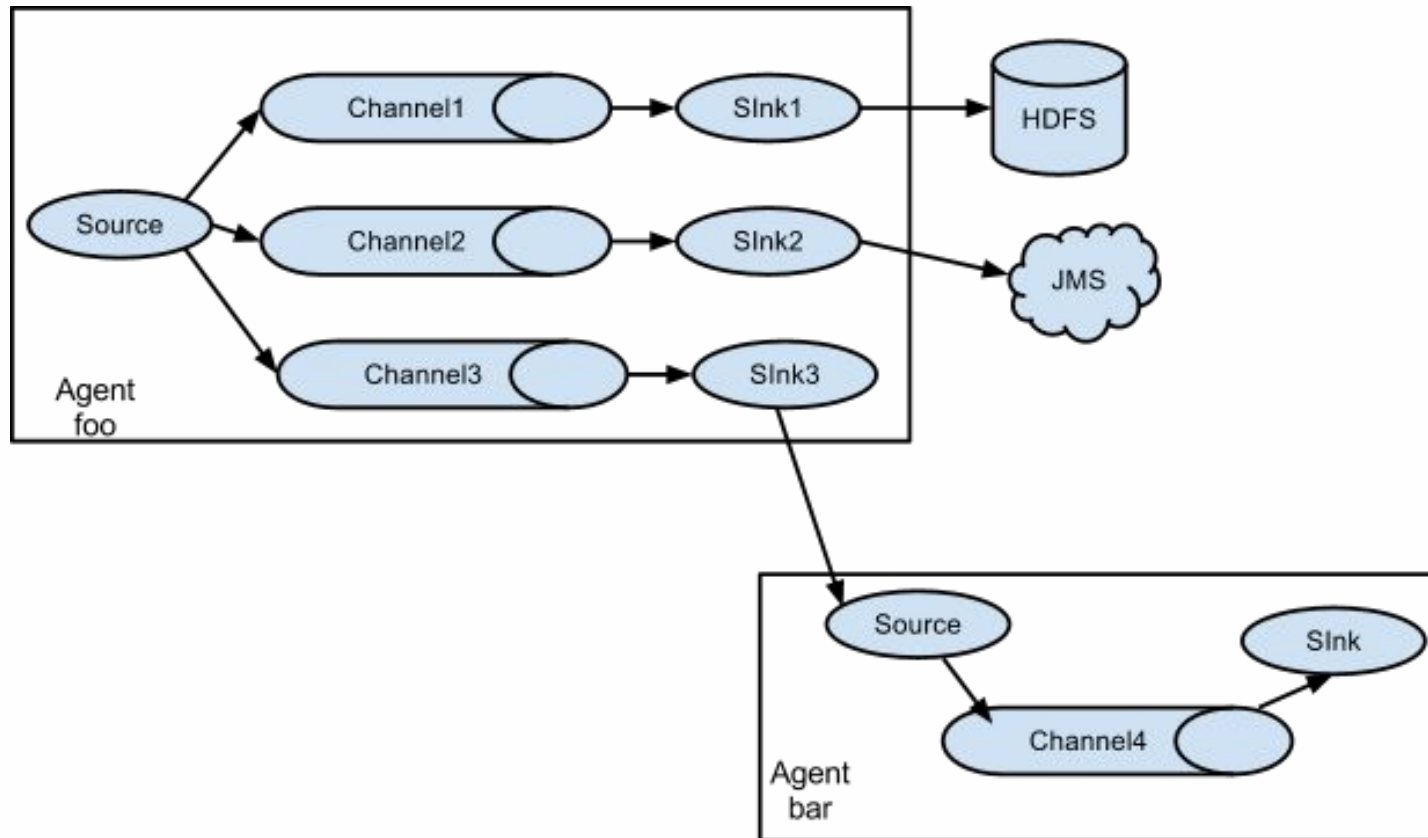 Channel1
SInk1
HDFS
Source
Channel2
SInk2
JMS
Channel3
SInk3
Agent
foo
Source
SInk
Channel4
Agent
bar